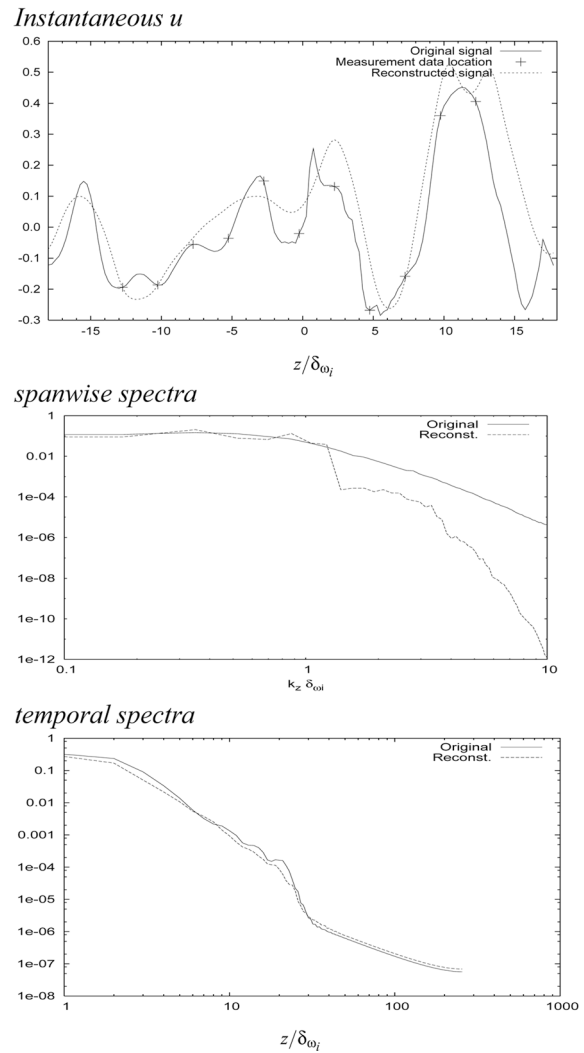 Instantaneous u
0.6
0.5
0.4
0.3
0.2
0.1
0.0
-0.1
-0.2
-0.3
Original signal
Measurement data location
Reconstructed signal
-15 -10 -5 0 5 10 15
z/δωi
spanwise spectra
1
0.01
1e-04
1e-06
1e-08
1e-10
1e-12
Original
Reconst.
0.1 1 10
kz δωi
temporal spectra
1
0.1
0.01
0.001
1e-04
1e-05
1e-06
1e-07
1e-08
Original
Reconst.
1 10 100 1000
z/δωi